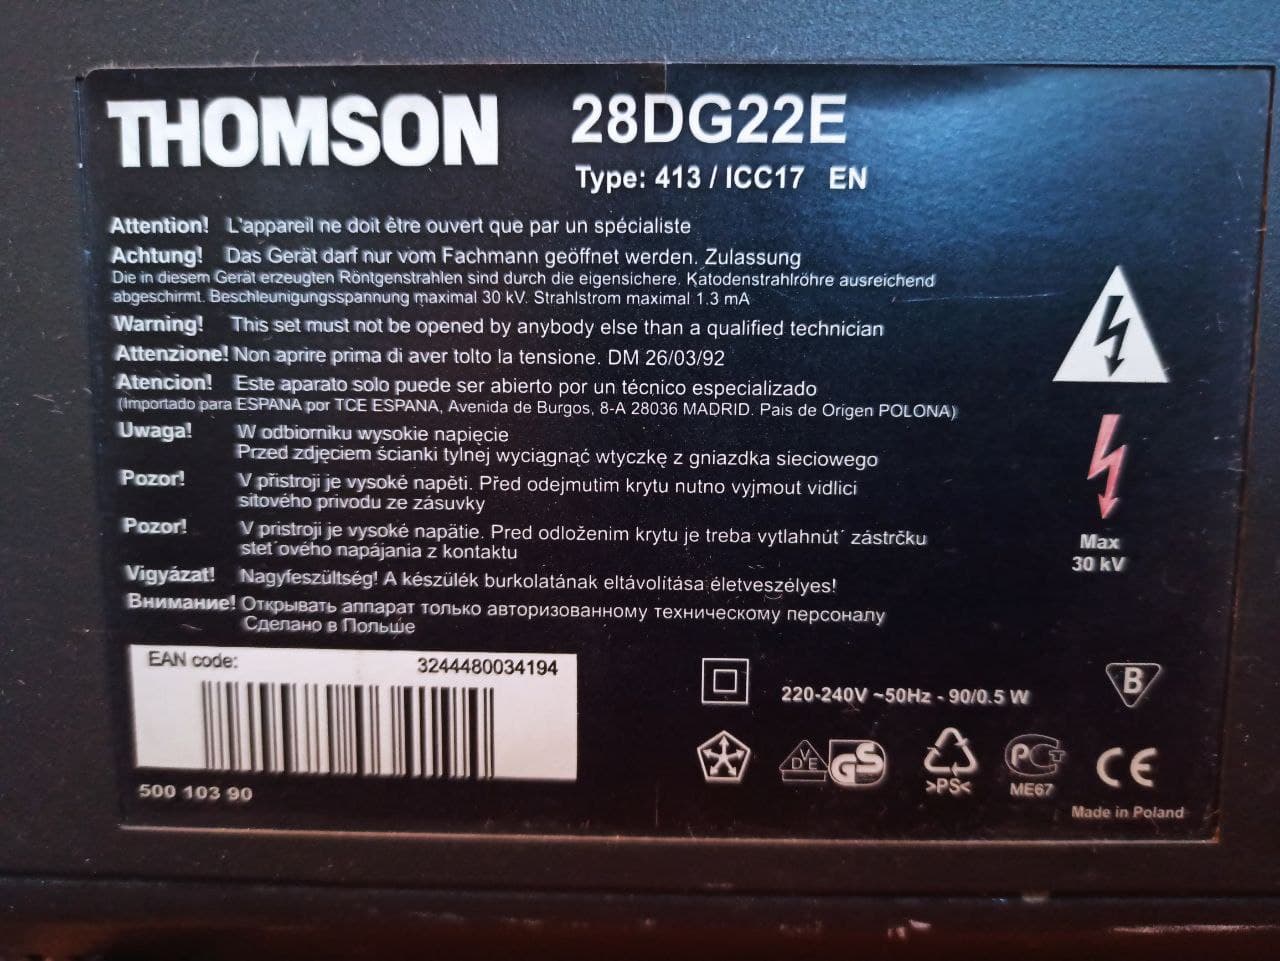 THOMSON 28DG22E
Type: 413 / ICC17 EN
Attention! L'appareil ne doit être ouvert que par un spécialiste
Achtung! Das Gerät darf nur vom Fachmann geöffnet werden. Zulassung
Die in diesem Gerät erzeugten Röntgenstrahlen sind durch die eigensichere. Katodenstrahlröhre ausreichend
abgeschirmt. Beschleunigungsspannung maximal 30 kV. Strahlstrom maximal 1.3 mA
Warning! This set must not be opened by anybody else than a qualified technician
Attenzione! Non aprire prima di aver tolto la tensione. DM 26/03/92
Atencion! Este aparato solo puede ser abierto por un técnico especializado
(Importado para ESPANA por TCE ESPANA, Avenida de Burgos, 8-A 28036 MADRID. Pais de Origen POLONA)
Uwaga! W odbiorniku wysokie napięcie
Przed zdjęciem ścianki tylnej wyciągnąć wtyczkę z gniazdka sieciowego
Pozor! V přistroji je vysoké napěti. Před odejmutim krytu nutno vyjmout vidlici
sitového privodu ze zásuvky
Pozor! V pristroji je vysoké napätie. Pred odloženim krytu je treba vytlahnút´ zástrčku
stet´ového napájania z kontaktu
Vigyázat! Nagyfeszültség! A készülék burkolatának eltávolítása életveszélyes!
Внимание! Открывать аппарат только авторизованному техническому персоналу
Сделано в Польше
Max
30 kV
EAN code: 3244480034194
500 103 90
220-240V ~50Hz - 90/0.5 W
B
VDE GS
>PS<
PCT
ME67
CE
Made in Poland